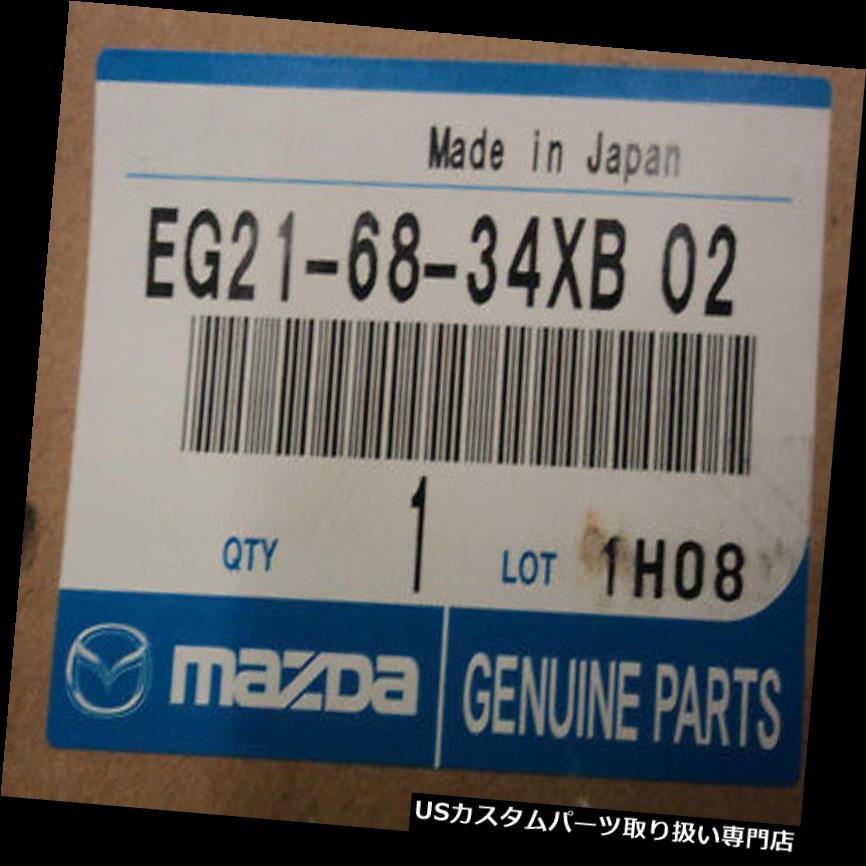 Made in Japan
EG21-68-34XB 02
QTY 1 LOT 1H08
mazda GENUINE PARTS
USカスタムパーツ取り扱い専門店